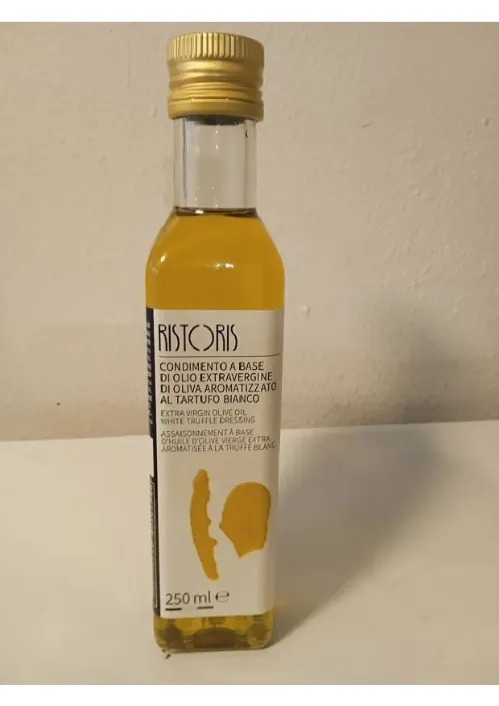 RISTORIS
CONDIMENTO A BASE
DI OLIO EXTRAVERGINE
DI OLIVA AROMATIZZATO
AL TARTUFO BIANCO
EXTRA VIRGIN OLIVE OIL
WHITE TRUFFLE DRESSING
ASSAISONNEMENT À BASE
D'HUILE D'OLIVE VIERGE EXTRA
AROMATISÉE À LA TRUFFE BLANC
250 ml e